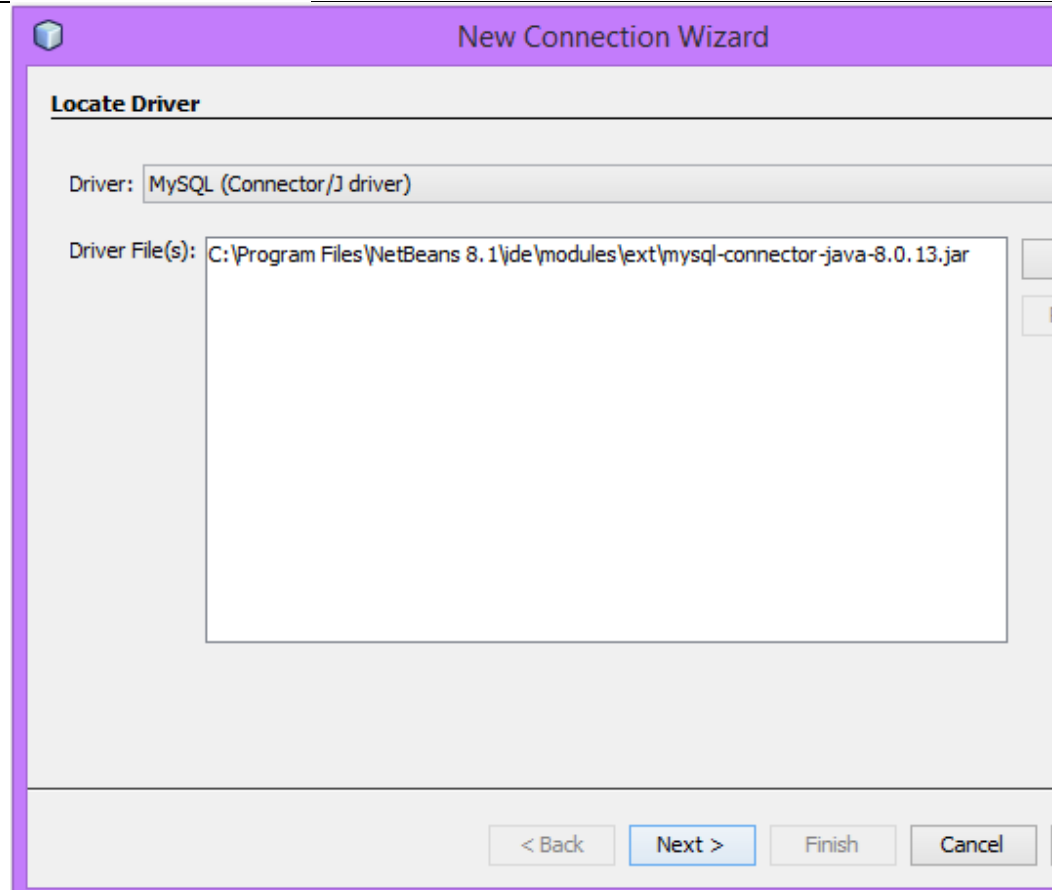 New Connection Wizard
Locate Driver
Driver: MySQL (Connector/J driver)
Driver File(s): C:\Program Files\NetBeans 8.1\ide\modules\ext\mysql-connector-java-8.0.13.jar
< Back Next > Finish Cancel